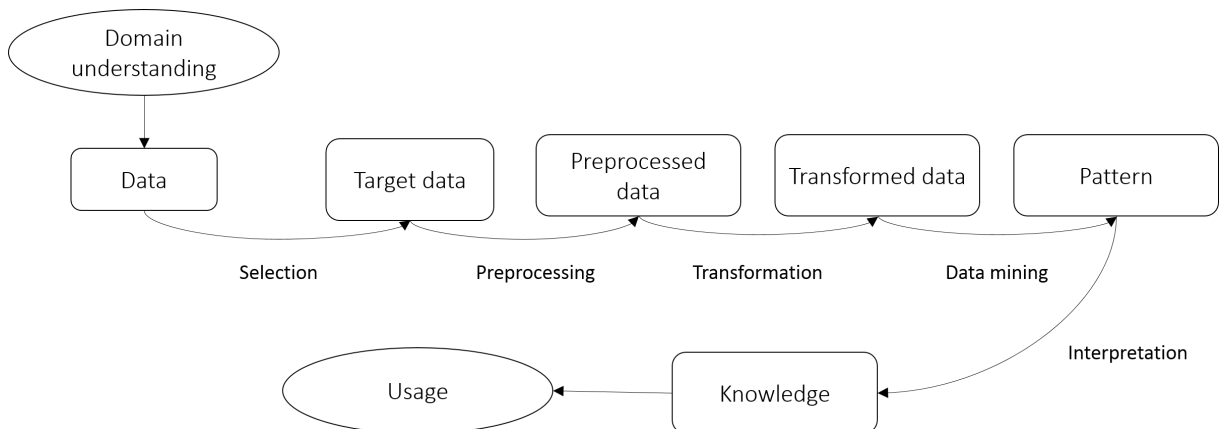 Domain
understanding
Data
Target data
Preprocessed
data
Transformed data
Pattern
Selection
Preprocessing
Transformation
Data mining
Interpretation
Usage
Knowledge